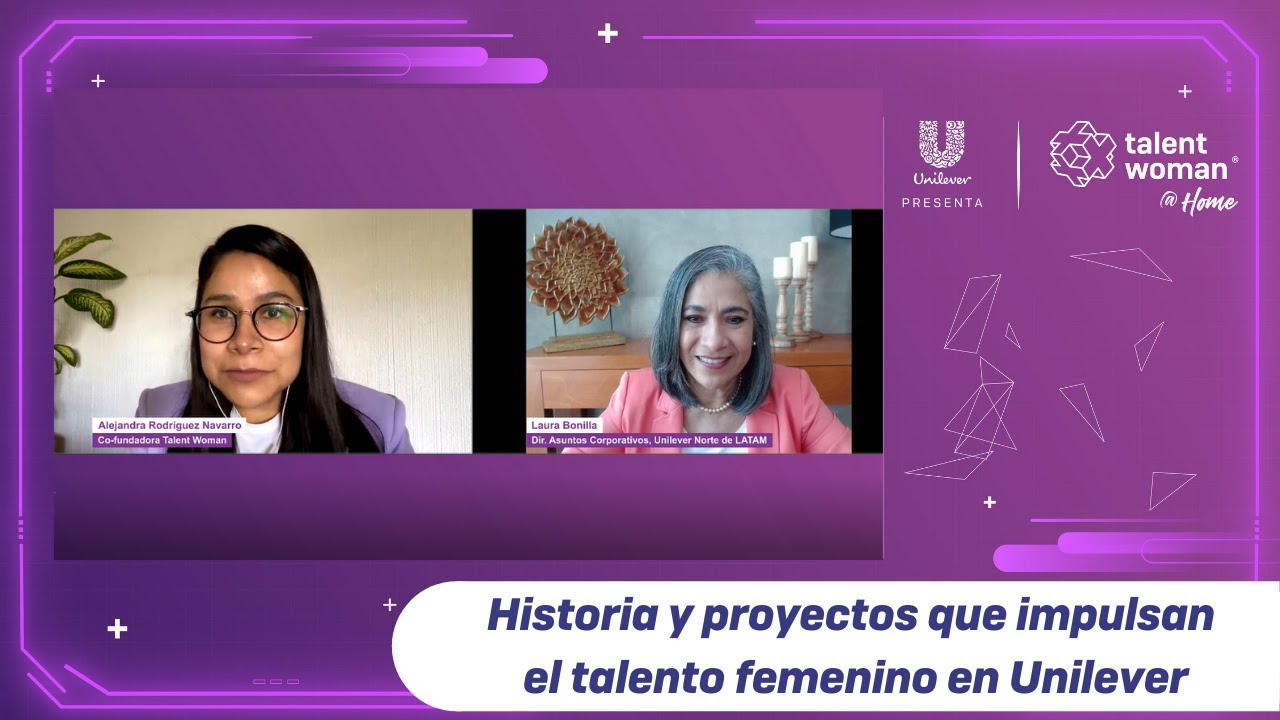 Unilever
PRESENTA
talent
woman®
@ Home
Alejandra Rodríguez Navarro
Co-fundadora Talent Woman
Laura Bonilla
Dir. Asuntos Corporativos, Unilever Norte de LATAM
Historia y proyectos que impulsan
el talento femenino en Unilever